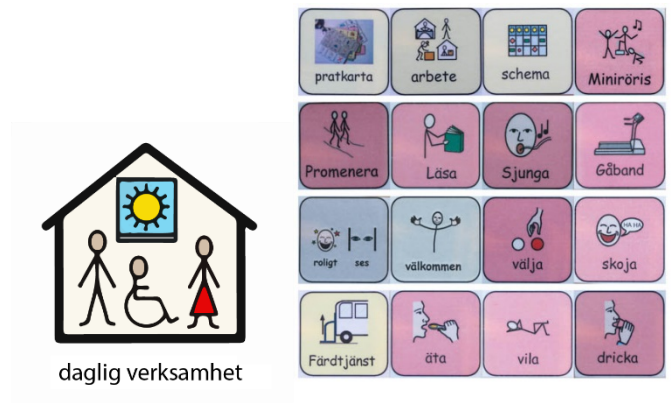 pratkarta arbete schema Miniröris
Promenera Läsa Sjunga Gåband
HA HA
roligt ses välkommen välja skoja
Färdtjänst äta vila dricka
daglig verksamhet